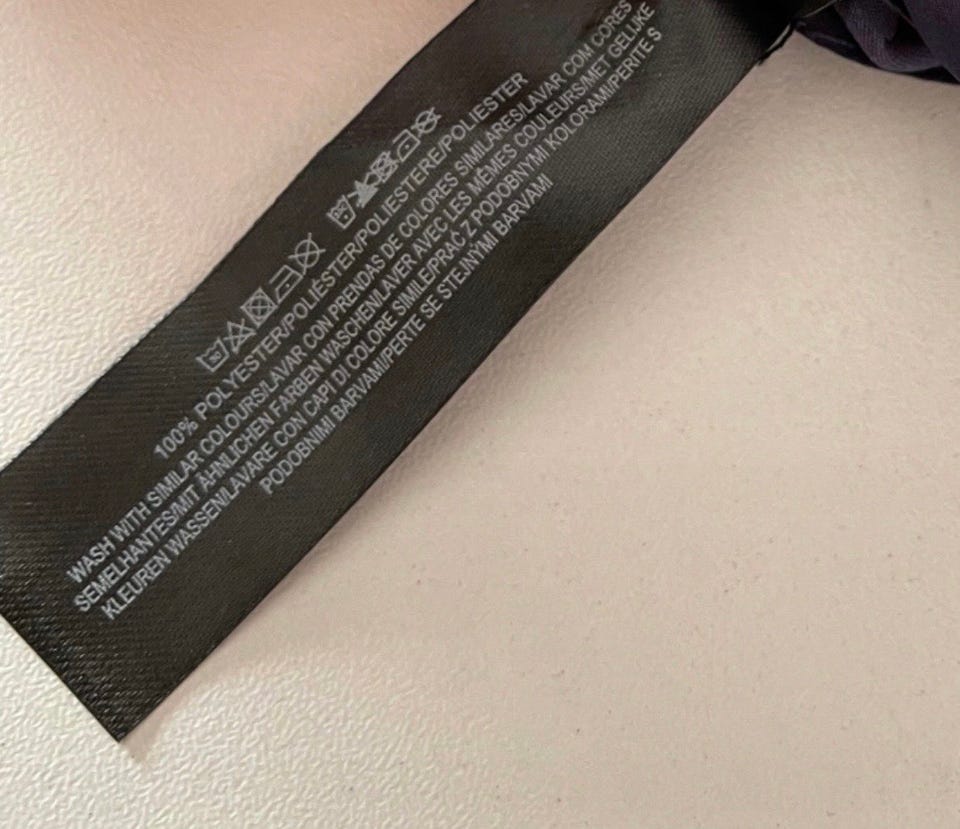 100% POLYESTER/POLIÉSTER/POLIESTERE/POLIESTER
WASH WITH SIMILAR COLOURS/LAVAR CON PRENDAS DE COLORES SIMILARES/LAVAR COM CORES
SEMELHANTES/MIT ÄHNLICHEN FARBEN WASCHEN/LAVER AVEC LES MÊMES COULEURS/MET GELIJKE
KLEUREN WASSEN/LAVARE CON CAPI DI COLORE SIMILE/PRAĆ Z PODOBNYMI KOLORAMI/PERITE S
PODOBNIMI BARVAMI/PERTE SE STEJNÝMI BARVAMI